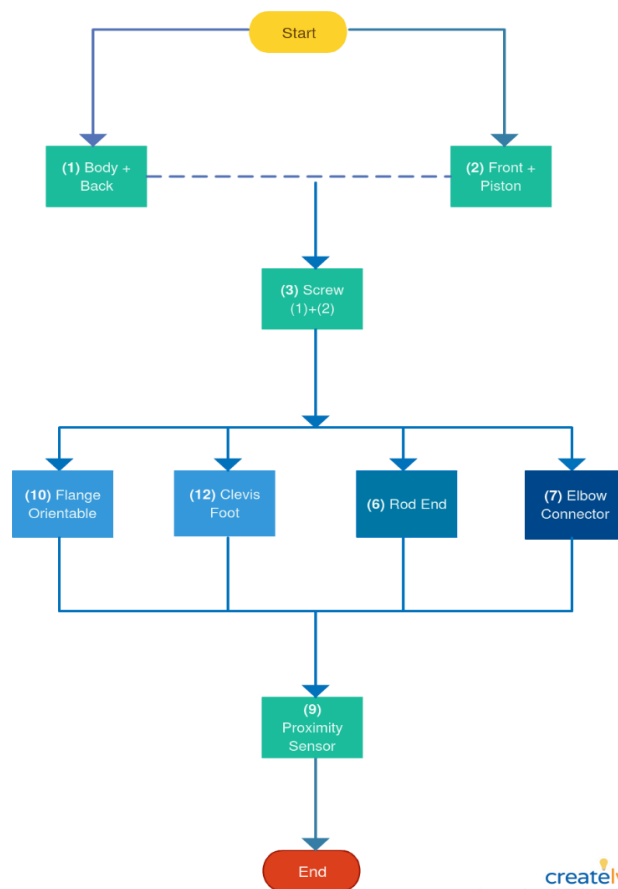 Start
(1) Body +
Back
(2) Front +
Piston
(3) Screw
(1)+(2)
(10) Flange
Orientable
(12) Clevis
Foot
(6) Rod End
(7) Elbow
Connector
(9)
Proximity
Sensor
End